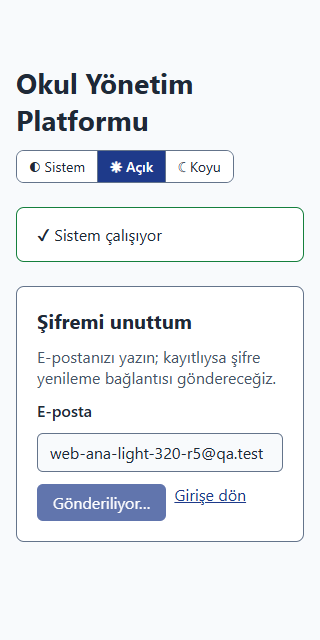 Okul Yönetim
Platformu
Sistem
Açık
Koyu
Sistem çalışıyor
Şifremi unuttum
E-postanızı yazın; kayıtlıysa şifre
yenileme bağlantısı göndereceğiz.
E-posta
web-ana-light-320-r5@qa.test
Gönderiliyor...
Girişe dön